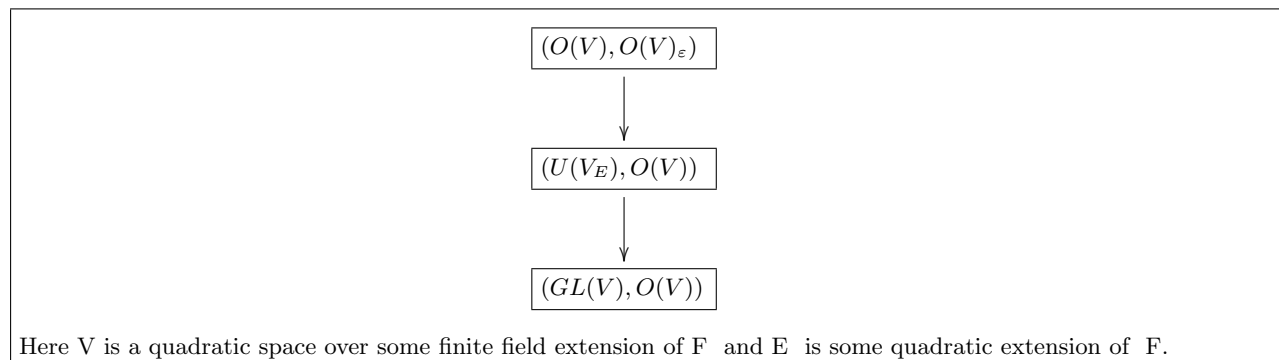 (O(V), O(V)_ε)
(U(V_E), O(V))
(GL(V), O(V))
Here V is a quadratic space over some finite field extension of F and E is some quadratic extension of F.